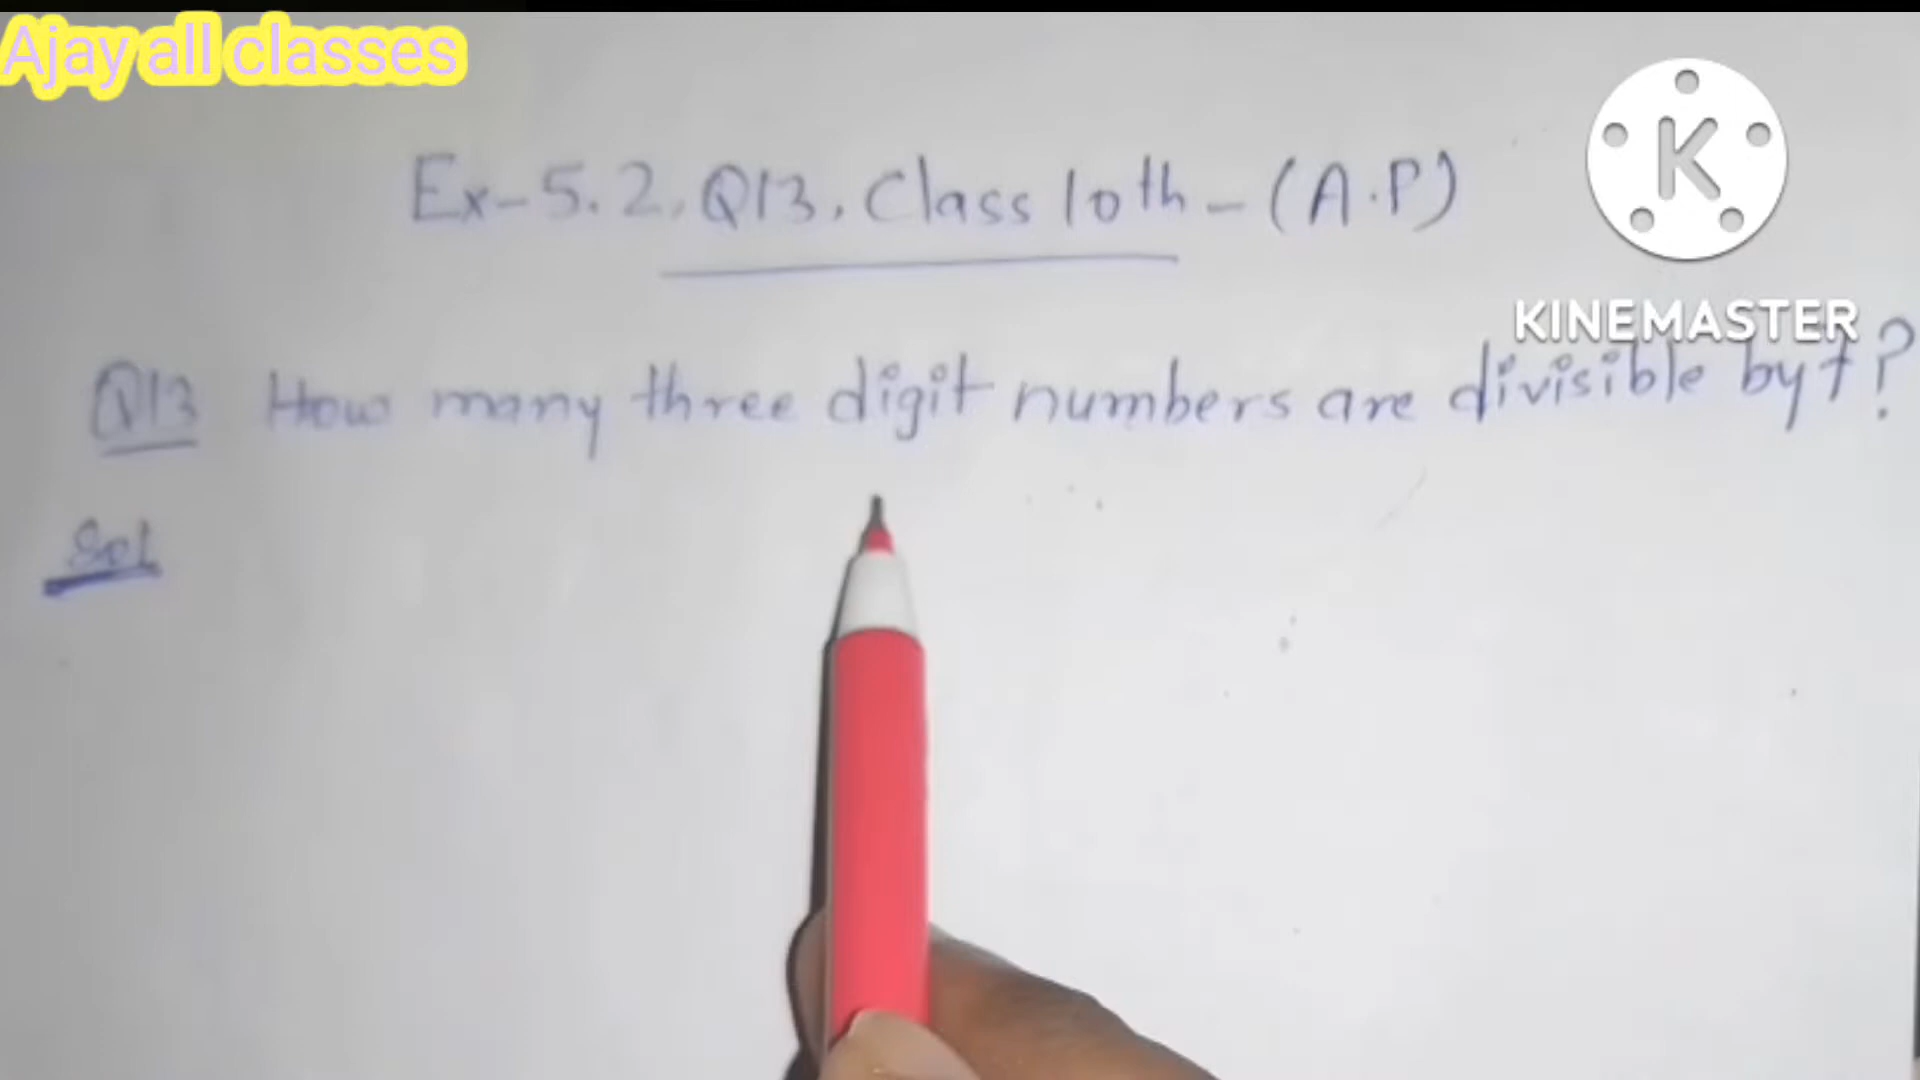 Ajay all classes
Ex-5.2, Q13, Class 10th - (A.P)
K
KINEMASTER
Q13 How many three digit numbers are divisible by 7?
Sol